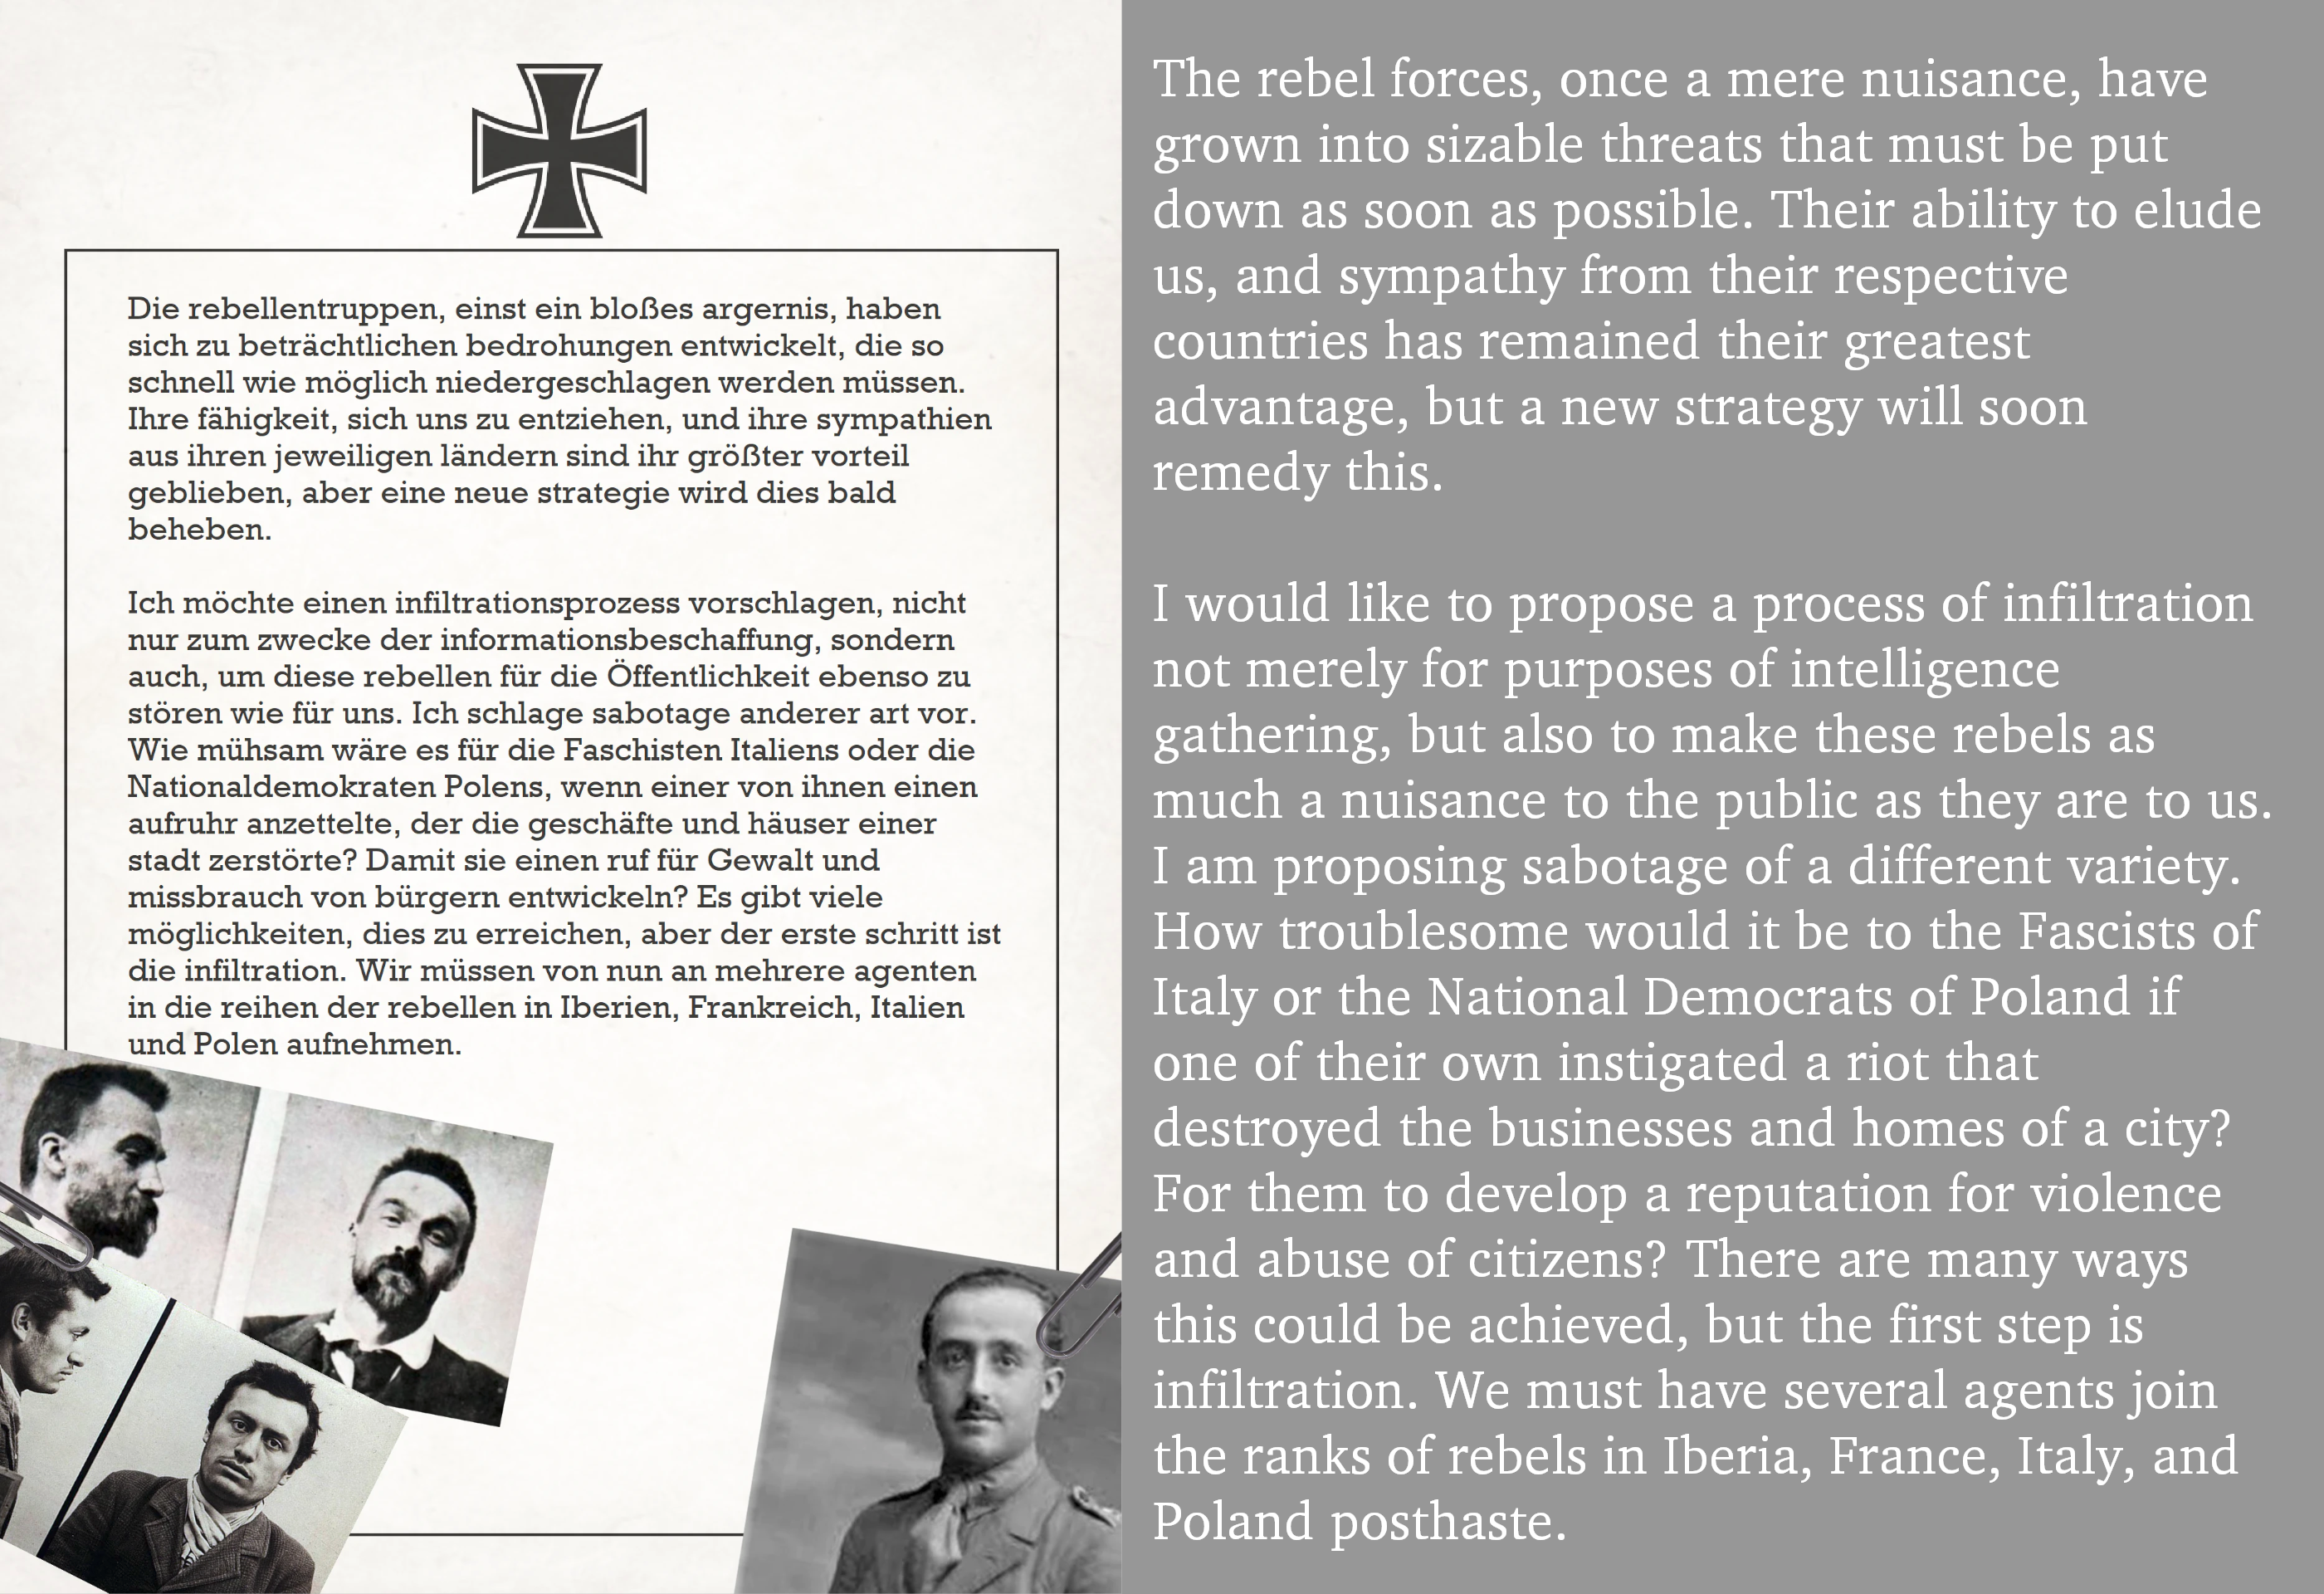 Die rebellentruppen, einst ein bloßes argernis, haben
sich zu beträchtlichen bedrohungen entwickelt, die so
schnell wie möglich niedergeschlagen werden müssen.
Ihre fähigkeit, sich uns zu entziehen, und ihre sympathien
aus ihren jeweiligen ländern sind ihr größter vorteil
geblieben, aber eine neue strategie wird dies bald
beheben.
Ich möchte einen infiltrationsprozess vorschlagen, nicht
nur zum zwecke der informationsbeschaffung, sondern
auch, um diese rebellen für die Öffentlichkeit ebenso zu
stören wie für uns. Ich schlage sabotage anderer art vor.
Wie mühsam wäre es für die Faschisten Italiens oder die
Nationaldemokraten Polens, wenn einer von ihnen einen
aufruhr anzettelte, der die geschäfte und häuser einer
stadt zerstörte? Damit sie einen ruf für Gewalt und
missbrauch von bürgern entwickeln? Es gibt viele
möglichkeiten, dies zu erreichen, aber der erste schritt ist
die infiltration. Wir müssen von nun an mehrere agenten
in die reihen der rebellen in Iberien, Frankreich, Italien
und Polen aufnehmen.
The rebel forces, once a mere nuisance, have
grown into sizable threats that must be put
down as soon as possible. Their ability to elude
us, and sympathy from their respective
countries has remained their greatest
advantage, but a new strategy will soon
remedy this.
I would like to propose a process of infiltration
not merely for purposes of intelligence
gathering, but also to make these rebels as
much a nuisance to the public as they are to us.
I am proposing sabotage of a different variety.
How troublesome would it be to the Fascists of
Italy or the National Democrats of Poland if
one of their own instigated a riot that
destroyed the businesses and homes of a city?
For them to develop a reputation for violence
and abuse of citizens? There are many ways
this could be achieved, but the first step is
infiltration. We must have several agents join
the ranks of rebels in Iberia, France, Italy, and
Poland posthaste.